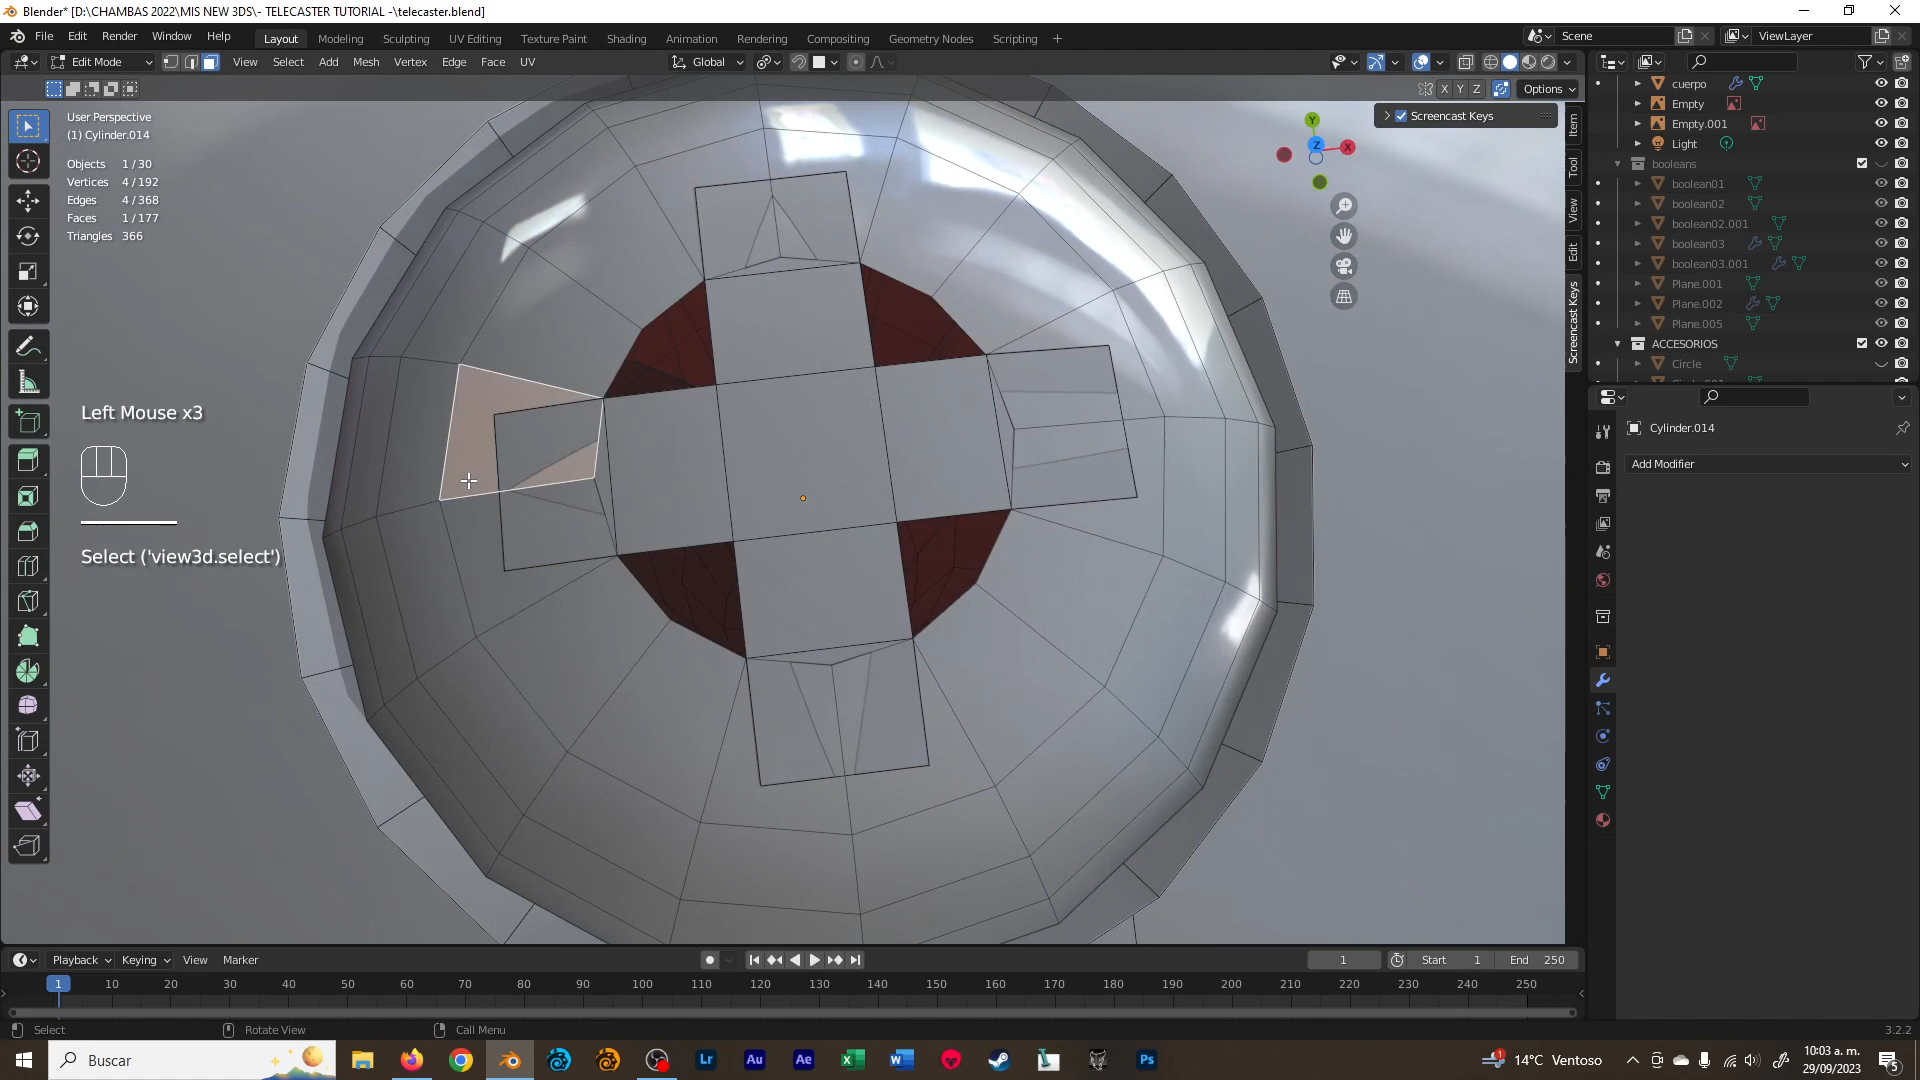 Blender* [D:\CHAMBAS 2022\MIS NEW 3DS\- TELECASTER TUTORIAL -\telecaster.blend]
File Edit Render Window Help Layout Modeling Sculpting UV Editing Texture Paint Shading Animation Rendering Compositing Geometry Nodes Scripting + Scene ViewLayer
Edit Mode View Select Add Mesh Vertex Edge Face UV Global
X Y Z Options
User Perspective
(1) Cylinder.014
Objects 1 / 30
Vertices 4 / 192
Edges 4 / 368
Faces 1 / 177
Triangles 366
Screencast Keys
Y
Z
X
Item
Tool
View
Edit
Screencast Keys
Left Mouse x3
Select ('view3d.select')
cuerpo
Empty
Empty.001
Light
booleans
boolean01
boolean02
boolean02.001
boolean03
boolean03.001
Plane.001
Plane.002
Plane.005
ACCESORIOS
Circle
Cylinder.014
Add Modifier
Playback Keying View Marker 1 Start 1 End 250
1 10 20 30 40 50 60 70 80 90 100 110 120 130 140 150 160 170 180 190 200 210 220 230 240 250
Select Rotate View Call Menu 3.2.2
Buscar Lr Au Ae Ps 1 14°C Ventoso 10:03 a. m.
29/09/2023 5